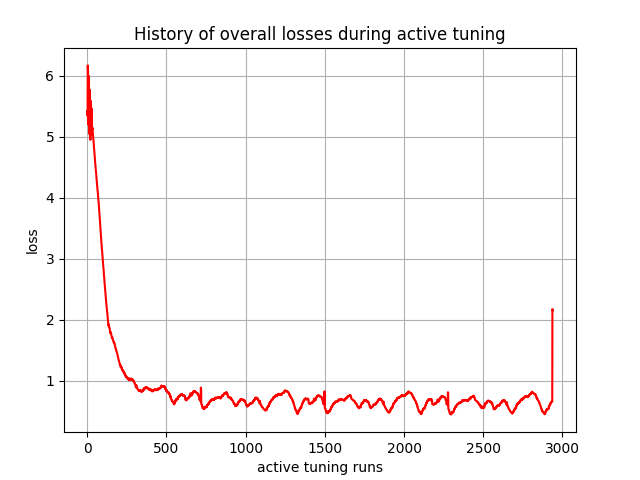 History of overall losses during active tuning
6
5
4
3
2
1
loss
0 500 1000 1500 2000 2500 3000
active tuning runs